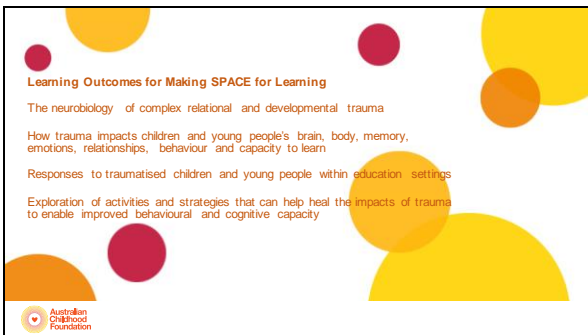 Learning Outcomes for Making SPACE for Learning
The neurobiology of complex relational and developmental trauma
How trauma impacts children and young people's brain, body, memory,
emotions, relationships, behaviour and capacity to learn
Responses to traumatised children and young people within education settings
Exploration of activities and strategies that can help heal the impacts of trauma
to enable improved behavioural and cognitive capacity
Australian
Childhood
Foundation